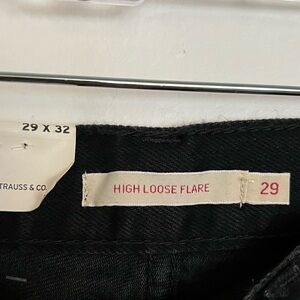 29 X 32
TRAUSS & CO.
HIGH LOOSE FLARE 29